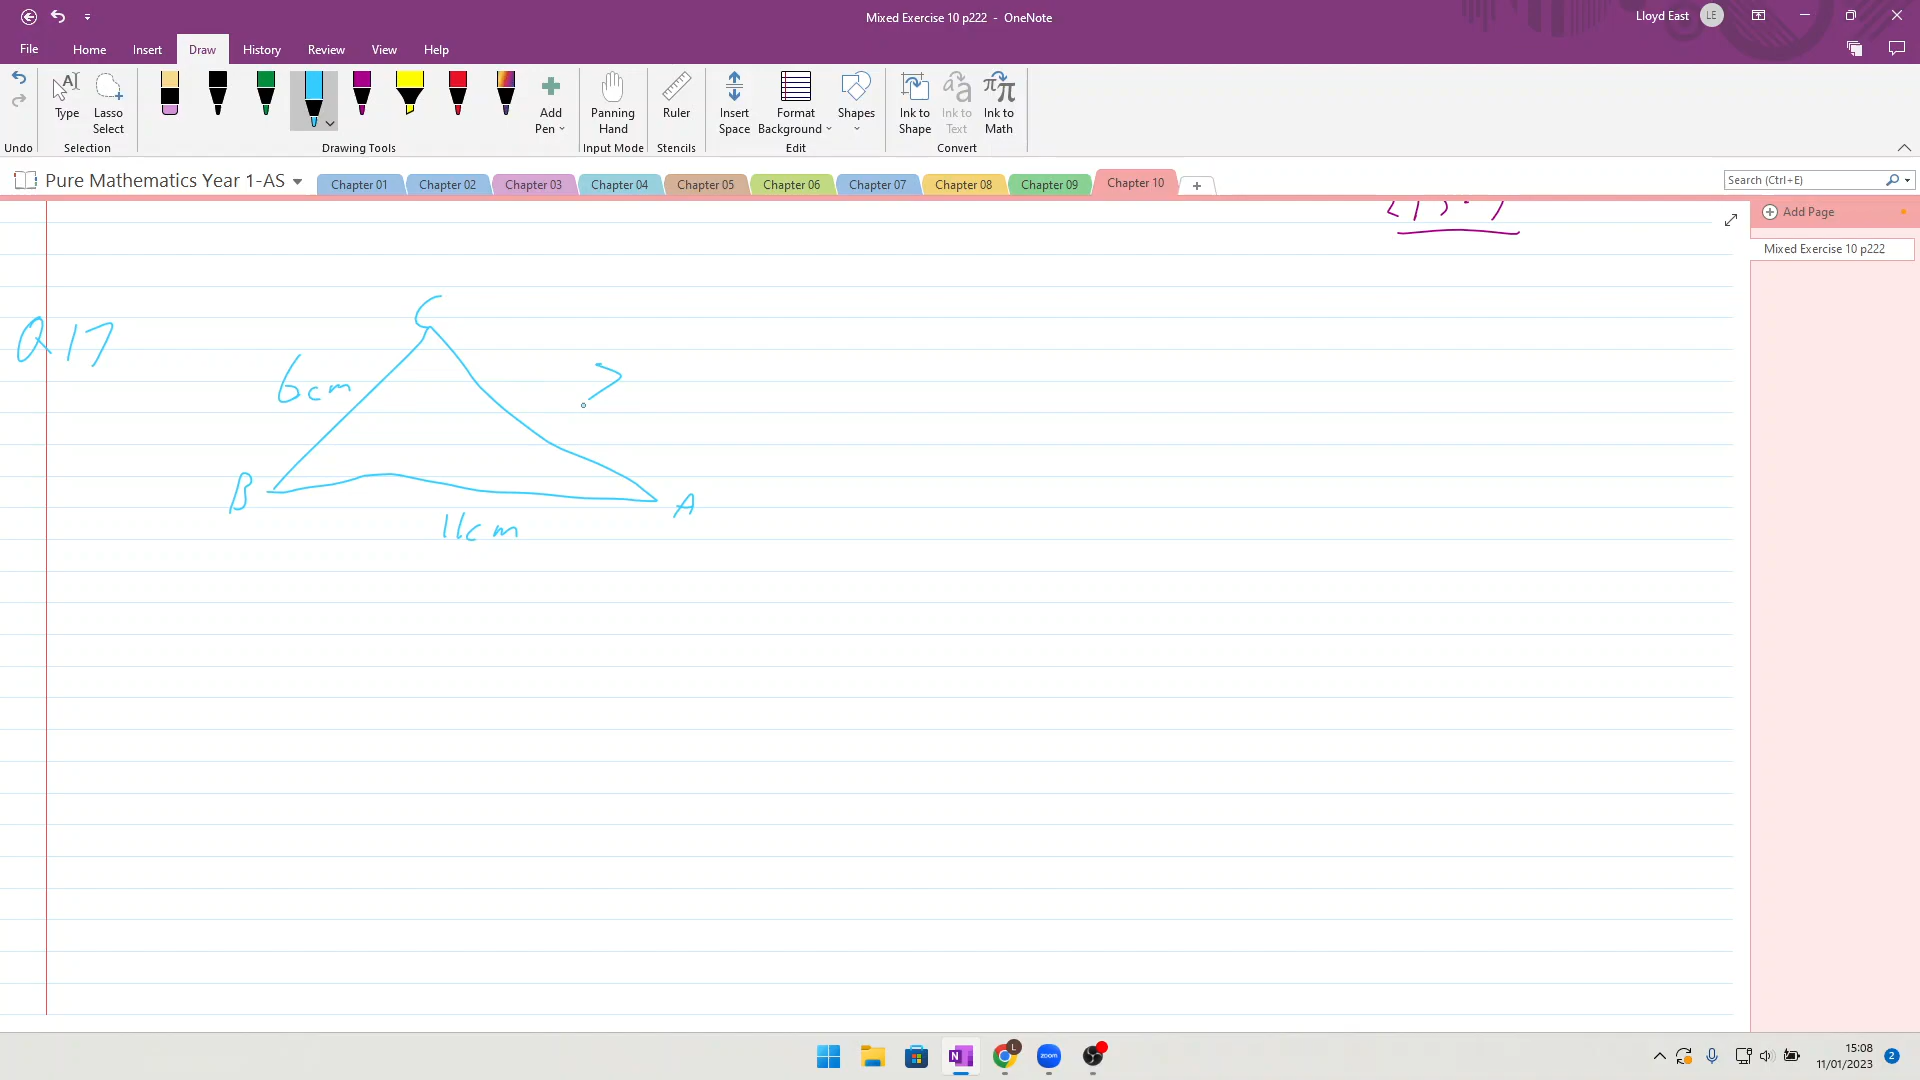 Mixed Exercise 10 p222 - OneNote
Lloyd East
LE
File
Home
Insert
Draw
History
Review
View
Help
Type
Lasso Select
Add Pen
Panning Hand
Ruler
Insert Space
Format Background
Shapes
Ink to Shape
Ink to Text
Ink to Math
Undo
Selection
Drawing Tools
Input Mode
Stencils
Edit
Convert
Pure Mathematics Year 1-AS
Chapter 01
Chapter 02
Chapter 03
Chapter 04
Chapter 05
Chapter 06
Chapter 07
Chapter 08
Chapter 09
Chapter 10
Search (Ctrl+E)
Add Page
Mixed Exercise 10 p222
Q17
C
6cm
B
A
11cm
zoom
15:08
11/01/2023
2